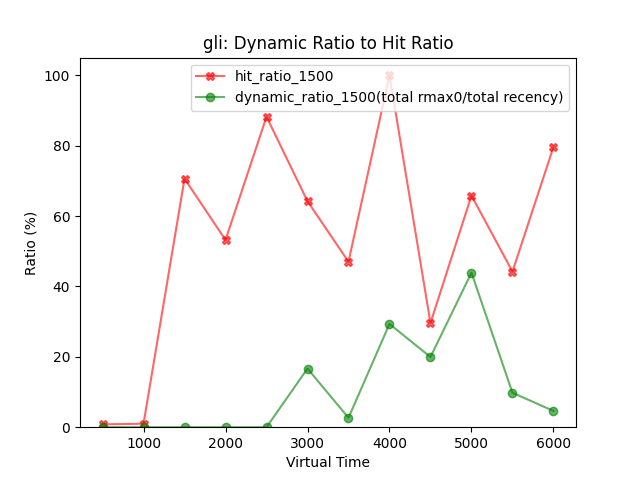 gli: Dynamic Ratio to Hit Ratio
hit_ratio_1500
dynamic_ratio_1500(total rmax0/total recency)
Ratio (%)
100
80
60
40
20
0
1000 2000 3000 4000 5000 6000
Virtual Time